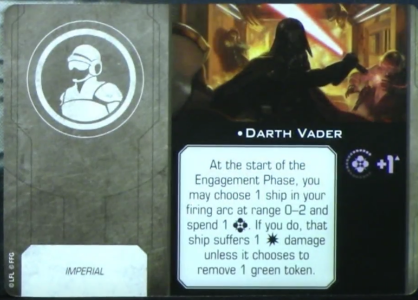 •DARTH VADER
+1
At the start of the
Engagement Phase, you
may choose 1 ship in your
firing arc at range 0–2 and
spend 1 . If you do, that
ship suffers 1 damage
unless it chooses to
remove 1 green token.
IMPERIAL
© LFL © FFG